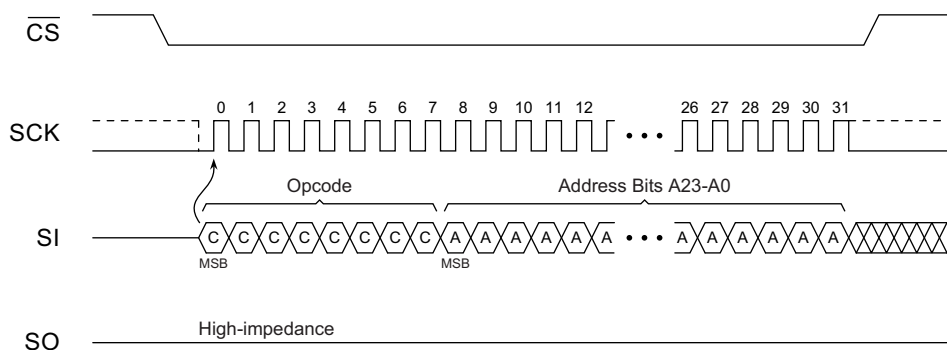 CS
0 1 2 3 4 5 6 7 8 9 10 11 12 26 27 28 29 30 31
SCK
• • •
Opcode Address Bits A23-A0
SI C C C C C C C C A A A A A A • • • A A A A A A
MSB MSB
High-impedance
SO